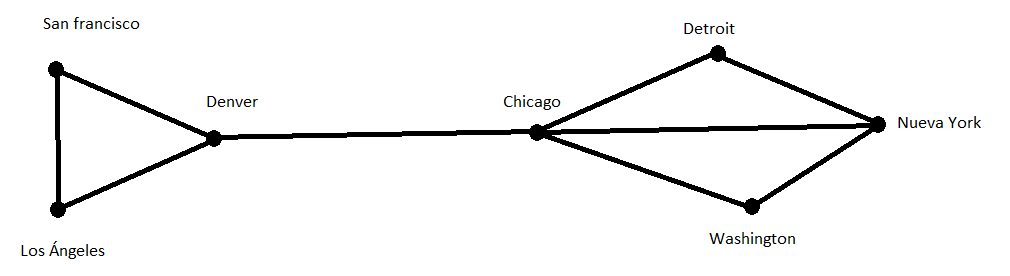 San francisco
Detroit
Denver
Chicago
Nueva York
Los Ángeles
Washington